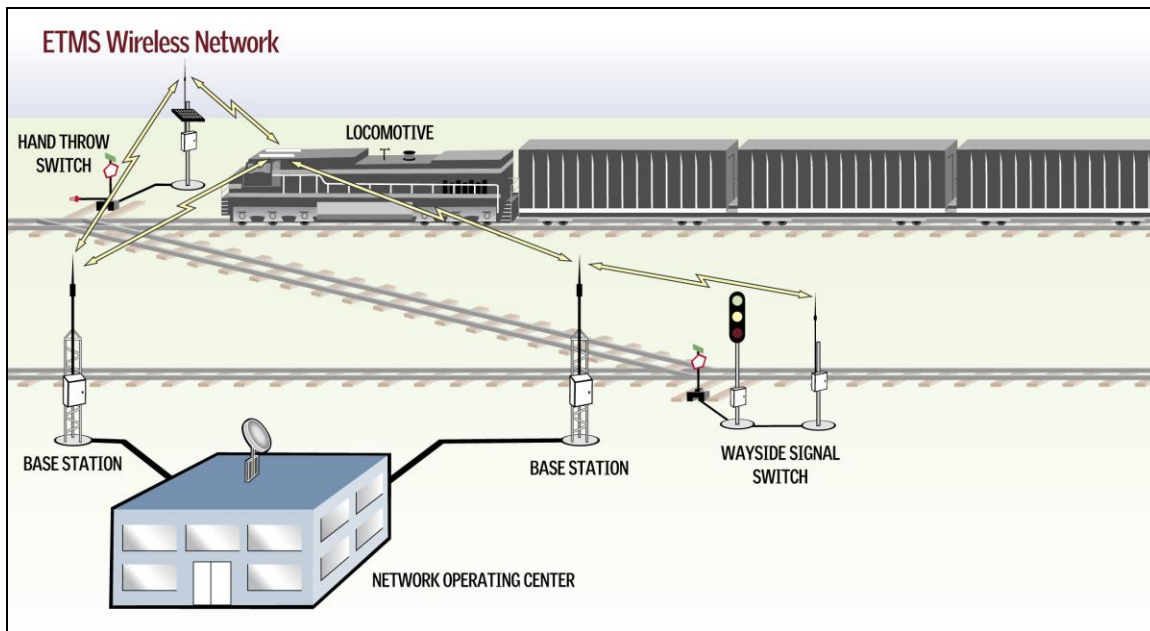 ETMS Wireless Network
HAND THROW
SWITCH
LOCOMOTIVE
BASE STATION
BASE STATION
WAYSIDE SIGNAL
SWITCH
NETWORK OPERATING CENTER